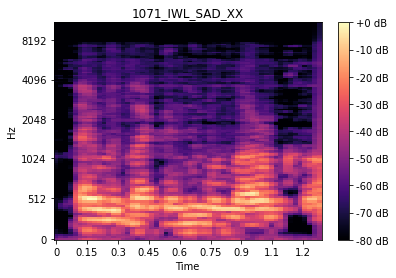 1071_IWL_SAD_XX
+0 dB
8192
-10 dB
4096
-20 dB
-30 dB
2048
Hz
-40 dB
1024
-50 dB
512
-60 dB
-70 dB
0
-80 dB
0 0.15 0.3 0.45 0.6 0.75 0.9 1.1 1.2
Time